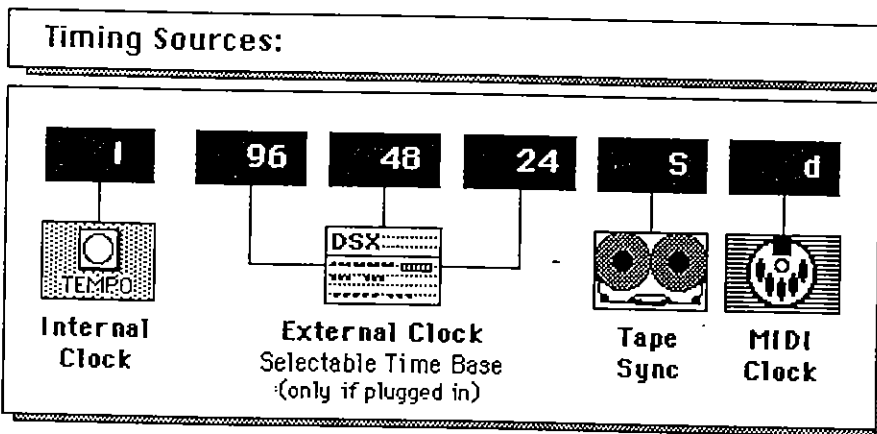 Timing Sources:
I 96 48 24 S d
DSX
TEMPO
Internal
Clock
External Clock
Selectable Time Base
(only if plugged in)
Tape
Sync
MIDI
Clock